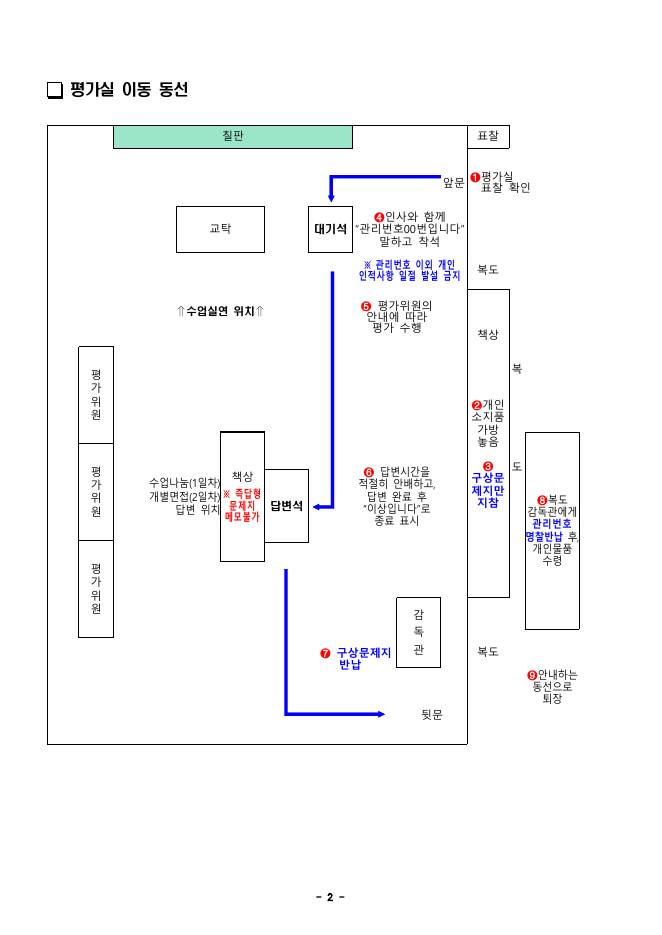 ❏ 평가실 이동 동선
칠판
표찰
앞문
❶평가실
표찰 확인
교탁
대기석
❹인사와 함께
“관리번호00번입니다”
말하고 착석
※ 관리번호 이외 개인
인적사항 일절 발설 금지
복도
⇧수업실연 위치⇧
❺ 평가위원의
안내에 따라
평가 수행
책상
복
도
❷개인
소지품
가방
놓음
❸
구상문
제지만
지참
평
가
위
원
평
가
위
원
평
가
위
원
수업나눔(1일차)
개별면접(2일차)
답변 위치
책상
※ 즉답형
문제지
메모불가
답변석
❻ 답변시간을
적절히 안배하고,
답변 완료 후
“이상입니다”로
종료 표시
❽복도
감독관에게
관리번호
명찰반납 후,
개인물품
수령
감
독
관
❼ 구상문제지
반납
복도
❾안내하는
동선으로
퇴장
뒷문
- 2 -